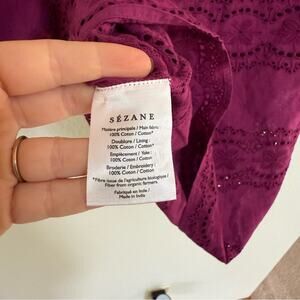 SÉZANE
Matière principale / Main fabric :
100% Coton / Cotton*
Doublure / Lining :
100% Coton / Cotton*
Empiècement / Yoke :
100% Coton / Cotton*
Broderie / Embroidery :
100% Coton / Cotton*
*Fibre issue de l'agriculture biologique /
Fiber from organic farmers.
Fabriqué en Inde /
Made in India